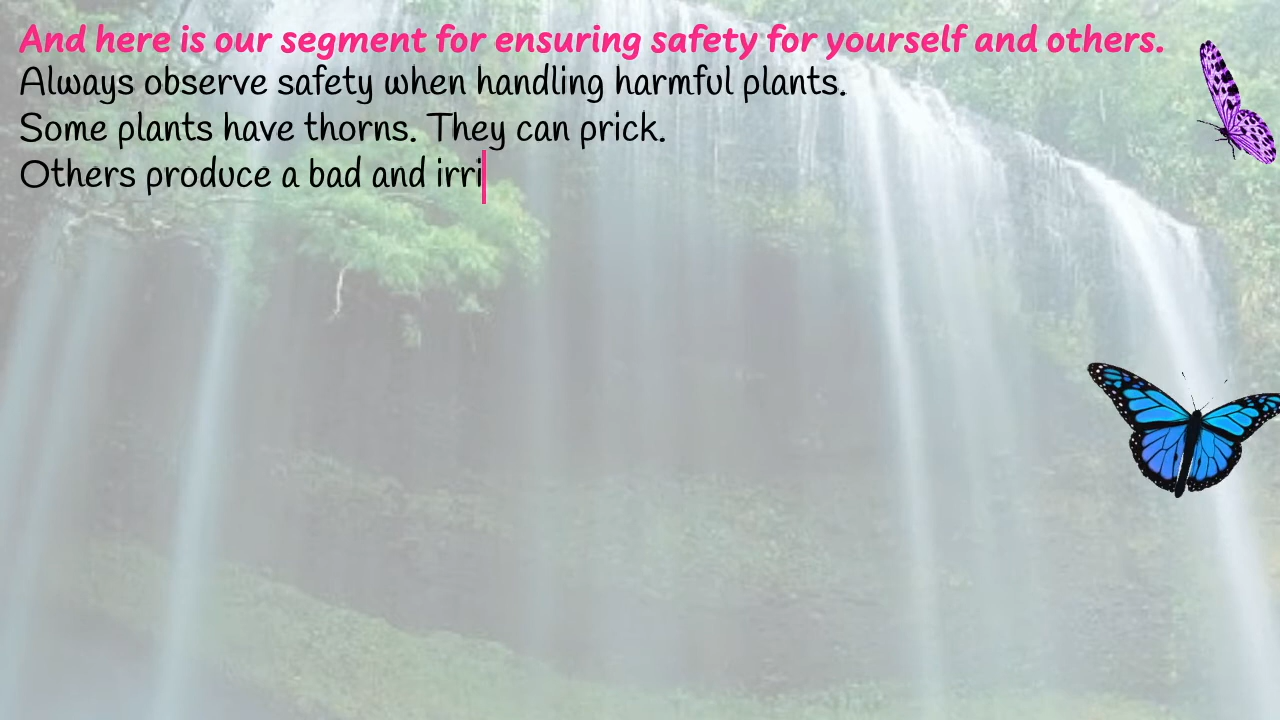 And here is our segment for ensuring safety for yourself and others.
Always observe safety when handling harmful plants.
Some plants have thorns. They can prick.
Others produce a bad and irri